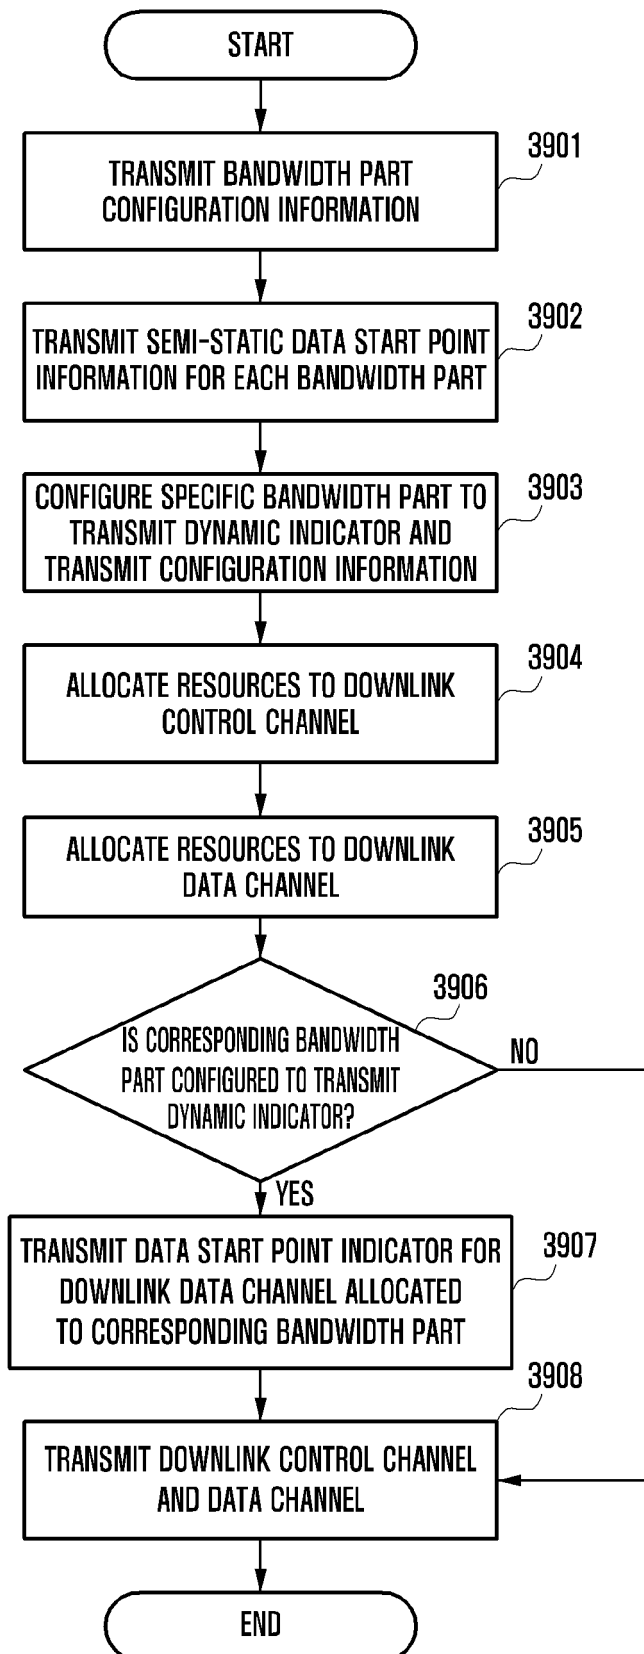 START
3901
TRANSMIT BANDWIDTH PART
CONFIGURATION INFORMATION
3902
TRANSMIT SEMI-STATIC DATA START POINT
INFORMATION FOR EACH BANDWIDTH PART
3903
CONFIGURE SPECIFIC BANDWIDTH PART TO
TRANSMIT DYNAMIC INDICATOR AND
TRANSMIT CONFIGURATION INFORMATION
3904
ALLOCATE RESOURCES TO DOWNLINK
CONTROL CHANNEL
3905
ALLOCATE RESOURCES TO DOWNLINK
DATA CHANNEL
3906
IS CORRESPONDING BANDWIDTH
PART CONFIGURED TO TRANSMIT
DYNAMIC INDICATOR?
NO
YES
3907
TRANSMIT DATA START POINT INDICATOR FOR
DOWNLINK DATA CHANNEL ALLOCATED
TO CORRESPONDING BANDWIDTH PART
3908
TRANSMIT DOWNLINK CONTROL CHANNEL
AND DATA CHANNEL
END